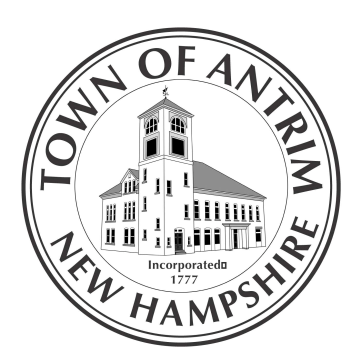 TOWN OF ANTRIM
Incorporated▯
1777
NEW HAMPSHIRE